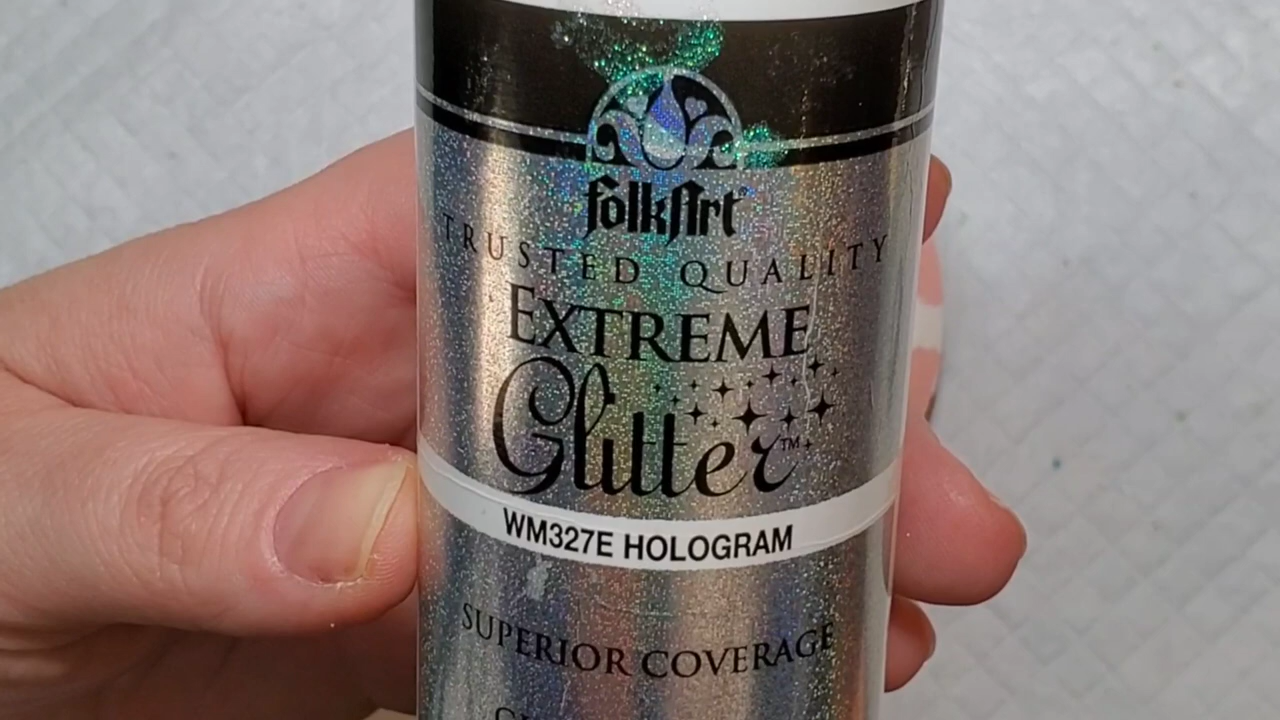 folkArt®
TRUSTED QUALITY
EXTREME
Glitter™
WM327E HOLOGRAM
SUPERIOR COVERAGE